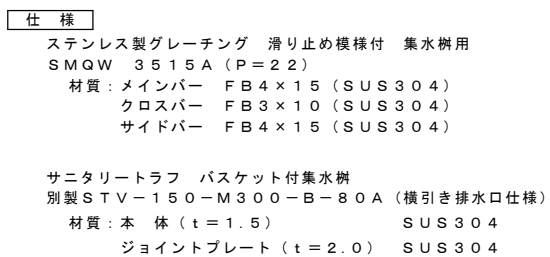 仕 様
ステンレス製グレーチング 滑り止め模様付 集水桝用
SMQW 3515A(P=22)
材質:メインバー FB4×15(SUS304)
クロスバー FB3×10(SUS304)
サイドバー FB4×15(SUS304)
サニタリートラフ バスケット付集水桝
別製STV-150-M300-B-80A(横引き排水口仕様)
材質:本 体(t=1.5) SUS304
ジョイントプレート(t=2.0) SUS304